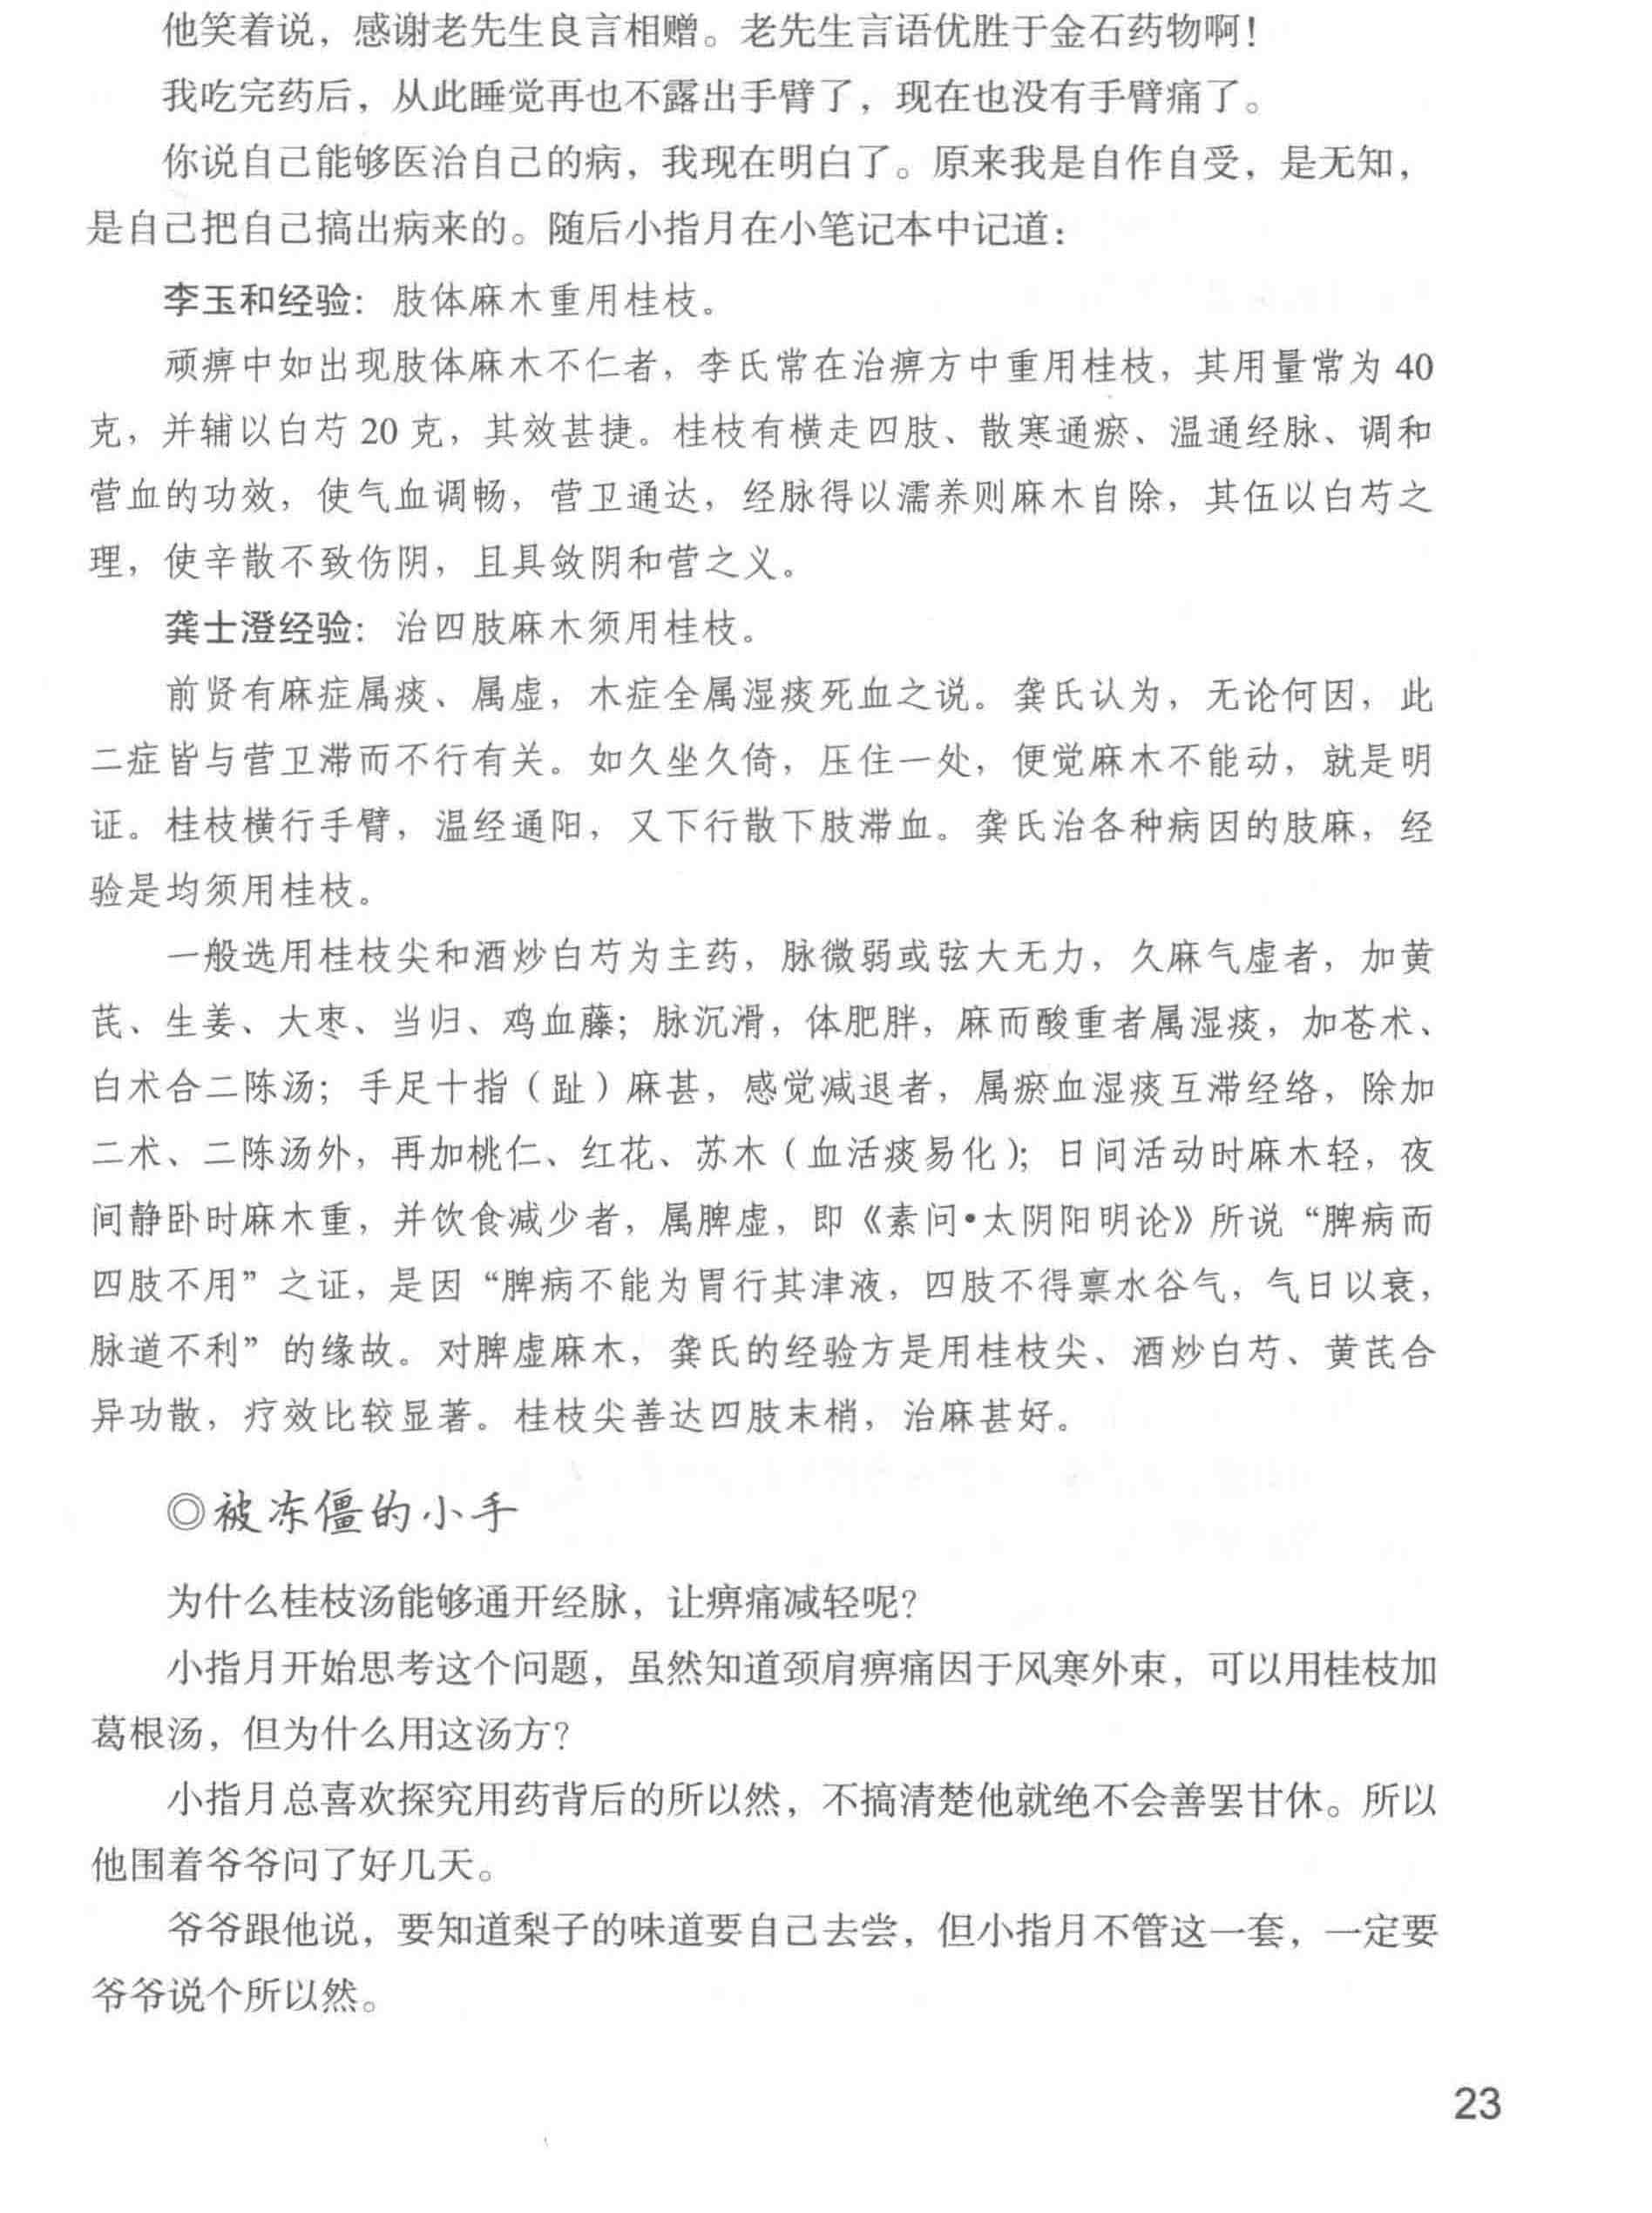 他笑着说，感谢老先生良言相赠。老先生言语优胜于金石药物啊！
我吃完药后，从此睡觉再也不露出手臂了，现在也没有手臂痛了。
你说自己能够医治自己的病，我现在明白了。原来我是自作自受，是无知，
是自己把自己搞出病来的。随后小指月在小笔记本中记道：
李玉和经验：肢体麻木重用桂枝。
顽痹中如出现肢体麻木不仁者，李氏常在治痹方中重用桂枝，其用量常为 40
克，并辅以白芍 20 克，其效甚捷。桂枝有横走四肢、散寒通瘀、温通经脉、调和
营血的功效，使气血调畅，营卫通达，经脉得以濡养则麻木自除，其伍以白芍之
理，使辛散不致伤阴，且具敛阴和营之义。
龚士澄经验：治四肢麻木须用桂枝。
前贤有麻症属痰、属虚，木症全属湿痰死血之说。龚氏认为，无论何因，此
二症皆与营卫滞而不行有关。如久坐久倚，压住一处，便觉麻木不能动，就是明
证。桂枝横行手臂，温经通阳，又下行散下肢滞血。龚氏治各种病因的肢麻，经
验是均须用桂枝。
一般选用桂枝尖和酒炒白芍为主药，脉微弱或弦大无力，久麻气虚者，加黄
芪、生姜、大枣、当归、鸡血藤；脉沉滑，体肥胖，麻而酸重者属湿痰，加苍术、
白术合二陈汤；手足十指（趾）麻甚，感觉减退者，属瘀血湿痰互滞经络，除加
二术、二陈汤外，再加桃仁、红花、苏木（血活痰易化）；日间活动时麻木轻，夜
间静卧时麻木重，并饮食减少者，属脾虚，即《素问•太阴阳明论》所说“脾病而
四肢不用”之证，是因“脾病不能为胃行其津液，四肢不得禀水谷气，气日以衰，
脉道不利”的缘故。对脾虚麻木，龚氏的经验方是用桂枝尖、酒炒白芍、黄芪合
异功散，疗效比较显著。桂枝尖善达四肢末梢，治麻甚好。
◎被冻僵的小手
为什么桂枝汤能够通开经脉，让痹痛减轻呢？
小指月开始思考这个问题，虽然知道颈肩痹痛因于风寒外束，可以用桂枝加
葛根汤，但为什么用这汤方？
小指月总喜欢探究用药背后的所以然，不搞清楚他就绝不会善罢甘休。所以
他围着爷爷问了好几天。
爷爷跟他说，要知道梨子的味道要自己去尝，但小指月不管这一套，一定要
爷爷说个所以然。
23